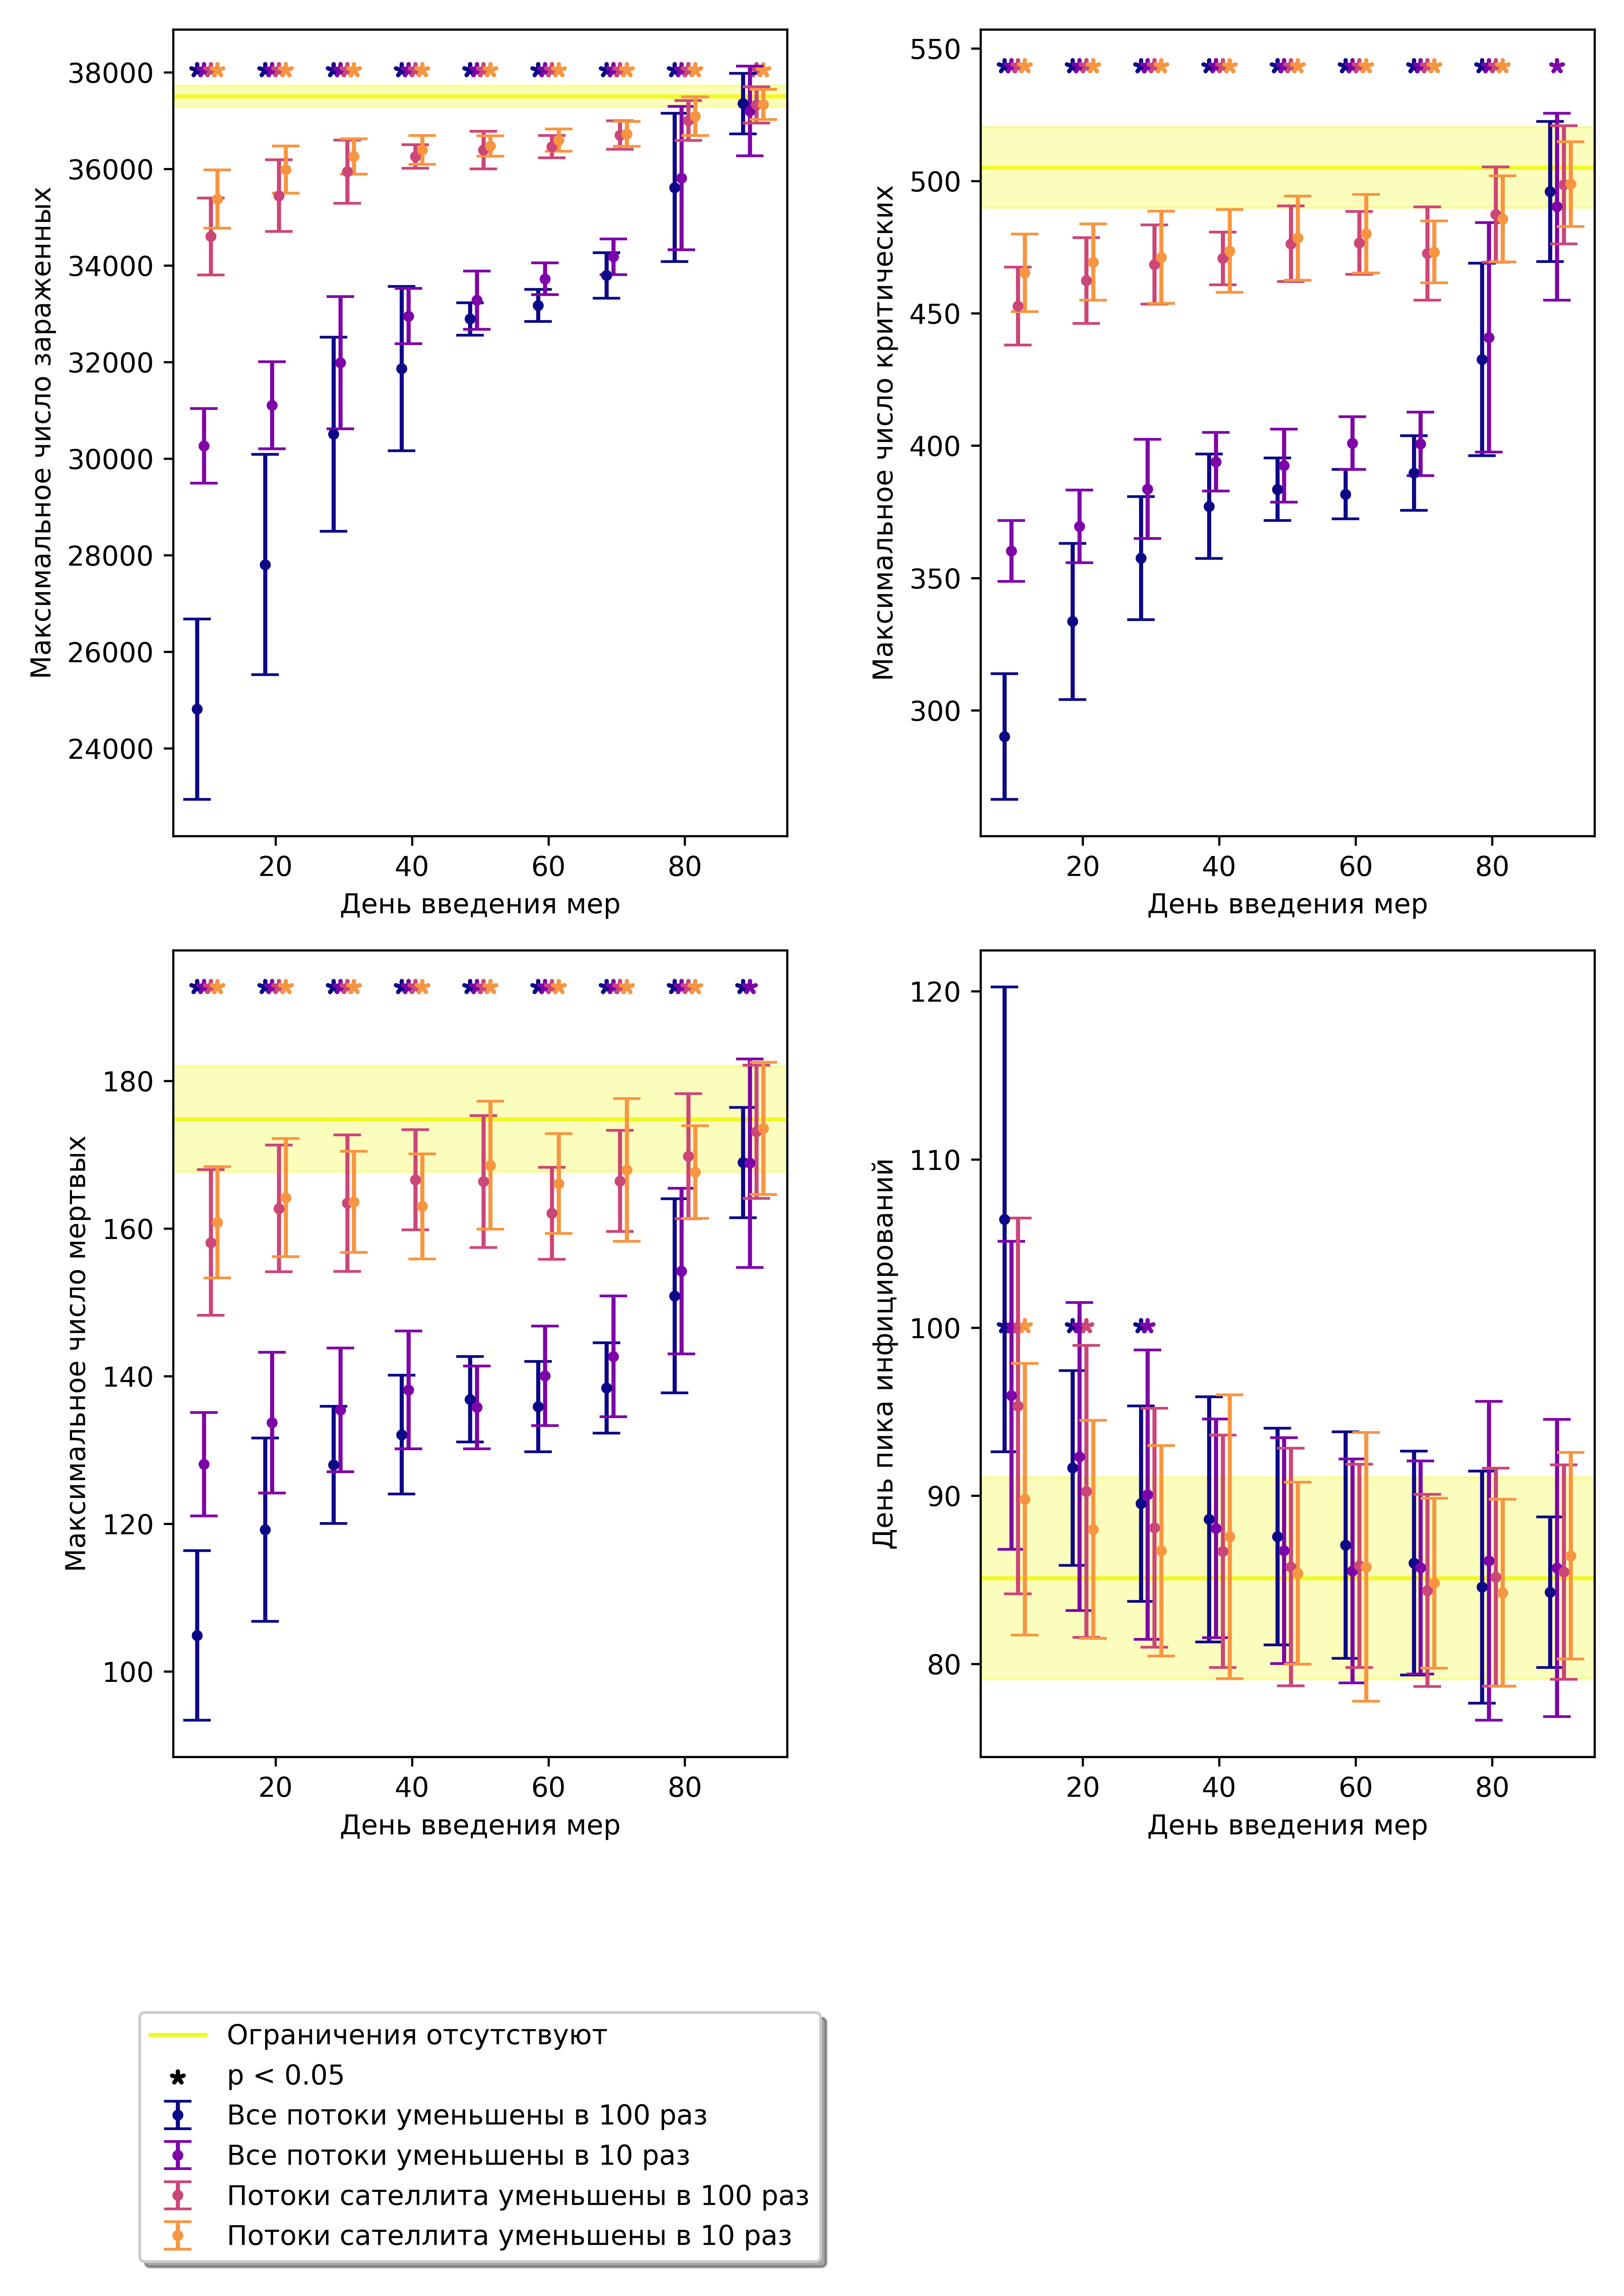 38000
36000
34000
32000
30000
28000
26000
24000
Максимальное число зараженных
20 40 60 80
День введения мер
550
500
450
400
350
300
Максимальное число критических
20 40 60 80
День введения мер
180
160
140
120
100
Максимальное число мертвых
20 40 60 80
День введения мер
120
110
100
90
80
День пика инфицирований
20 40 60 80
День введения мер
Ограничения отсутствуют
p < 0.05
Все потоки уменьшены в 100 раз
Все потоки уменьшены в 10 раз
Потоки сателлита уменьшены в 100 раз
Потоки сателлита уменьшены в 10 раз